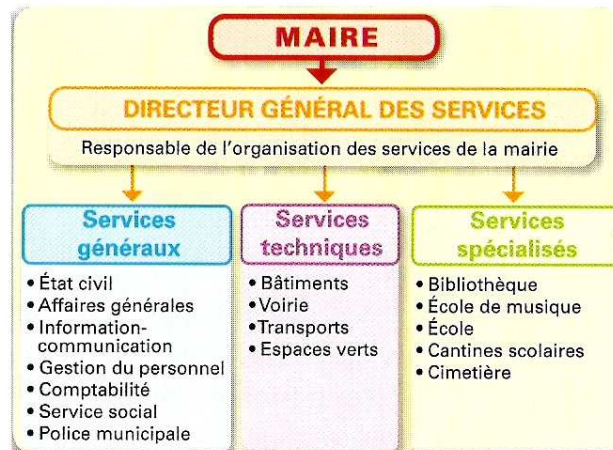 MAIRE
DIRECTEUR GÉNÉRAL DES SERVICES
Responsable de l'organisation des services de la mairie
Services
généraux
• État civil
• Affaires générales
• Information-
communication
• Gestion du personnel
• Comptabilité
• Service social
• Police municipale
Services
techniques
• Bâtiments
• Voirie
• Transports
• Espaces verts
Services
spécialisés
• Bibliothèque
• École de musique
• École
• Cantines scolaires
• Cimetière